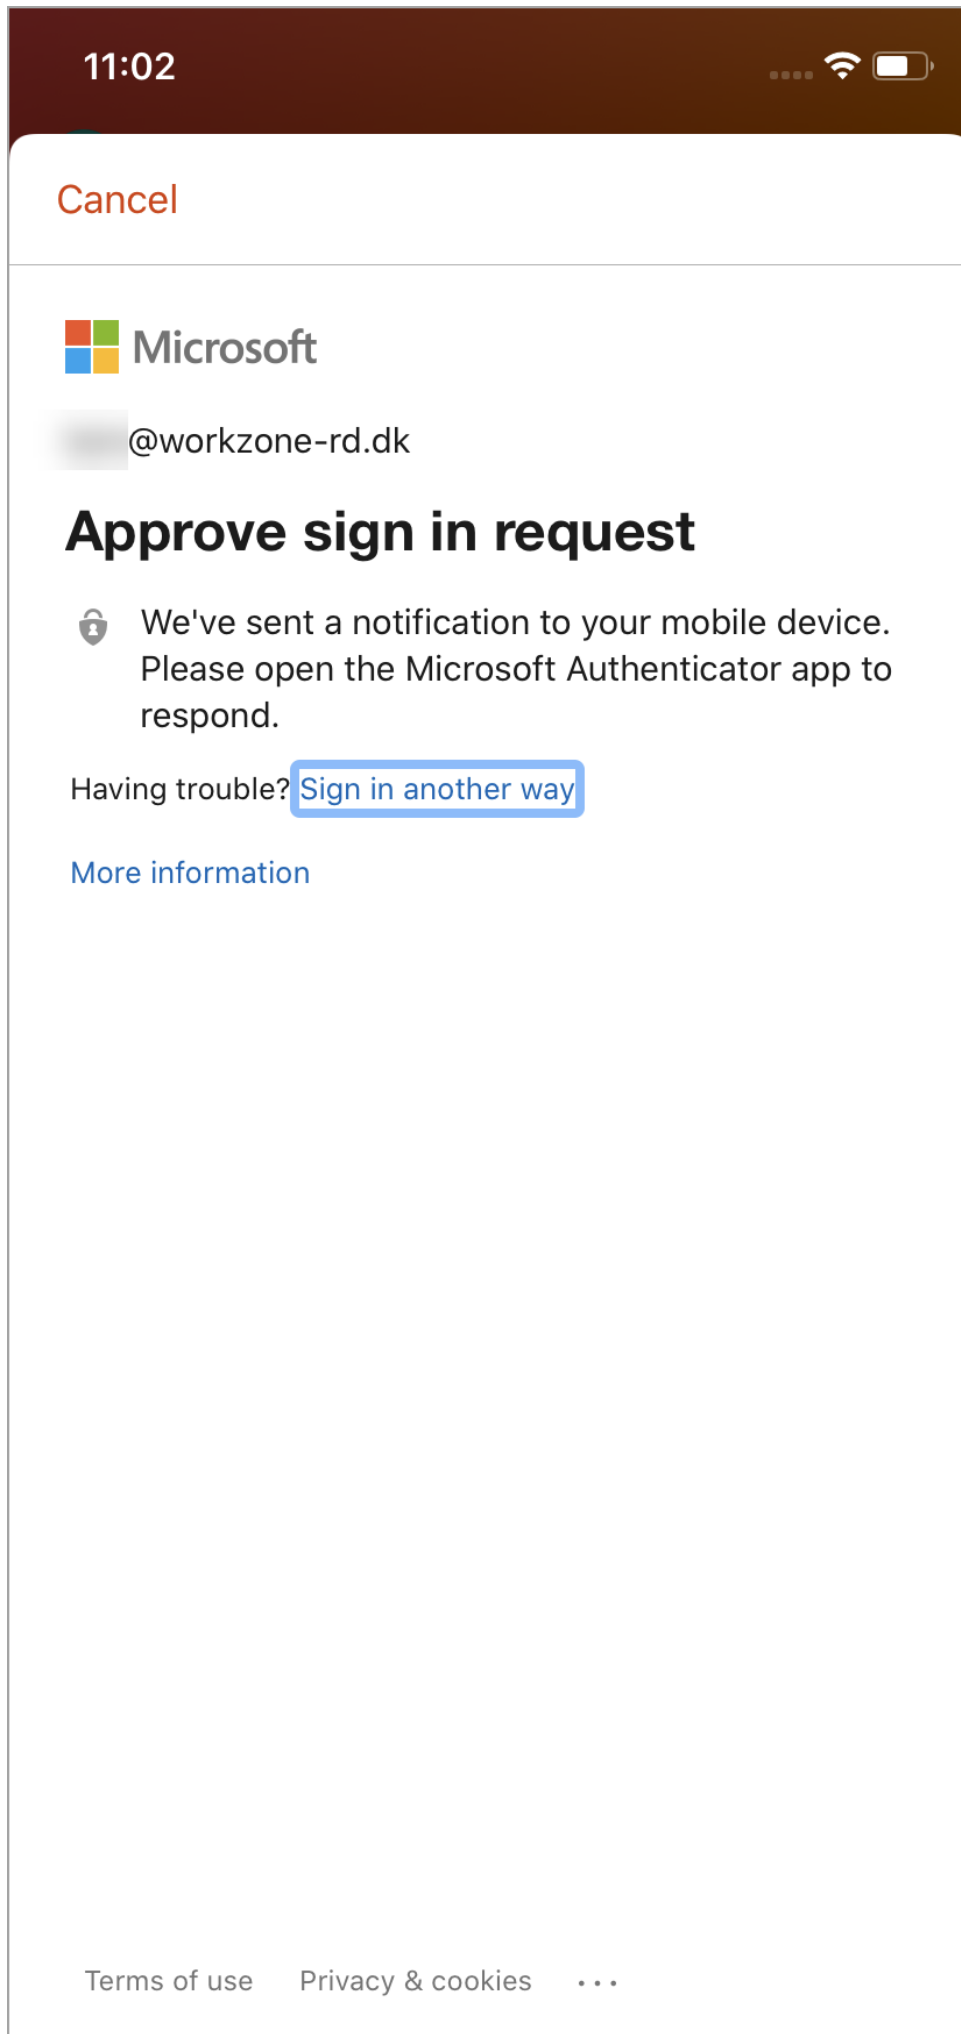 11:02
Cancel
Microsoft
@workzone-rd.dk
Approve sign in request
We've sent a notification to your mobile device.
Please open the Microsoft Authenticator app to
respond.
Having trouble? Sign in another way
More information
Terms of use Privacy & cookies ...